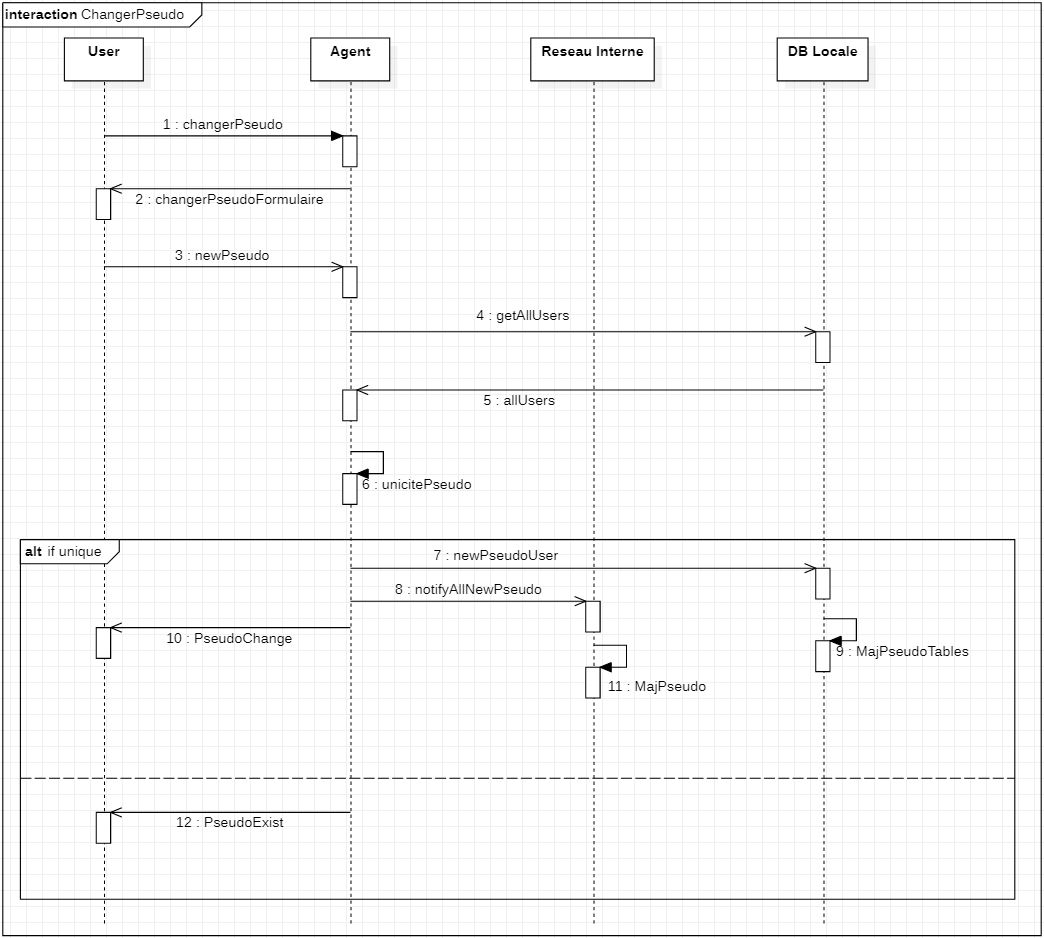 interaction ChangerPseudo
User
Agent
Reseau Interne
DB Locale
1 : changerPseudo
2 : changerPseudoFormulaire
3 : newPseudo
4 : getAllUsers
5 : allUsers
6 : unicitePseudo
alt if unique
7 : newPseudoUser
8 : notifyAllNewPseudo
10 : PseudoChange
9 : MajPseudoTables
11 : MajPseudo
12 : PseudoExist